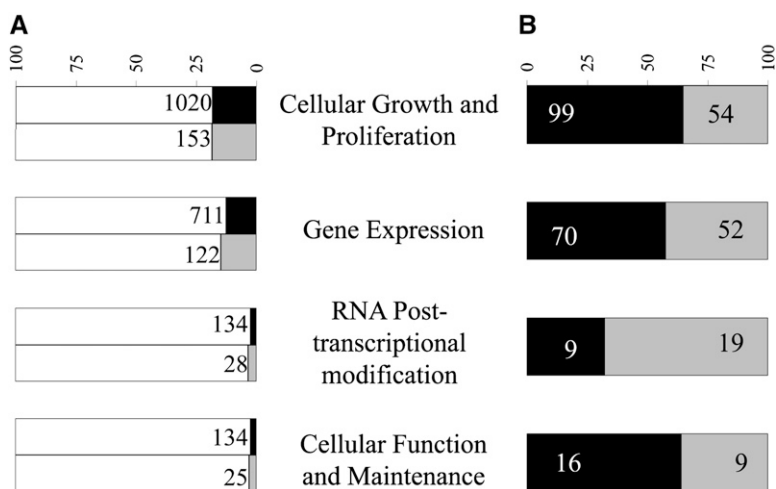 A
B
100
75
50
25
0
0
25
50
75
100
1020
153
Cellular Growth and
Proliferation
99
54
711
122
Gene Expression
70
52
134
28
RNA Post-
transcriptional
modification
9
19
134
25
Cellular Function
and Maintenance
16
9